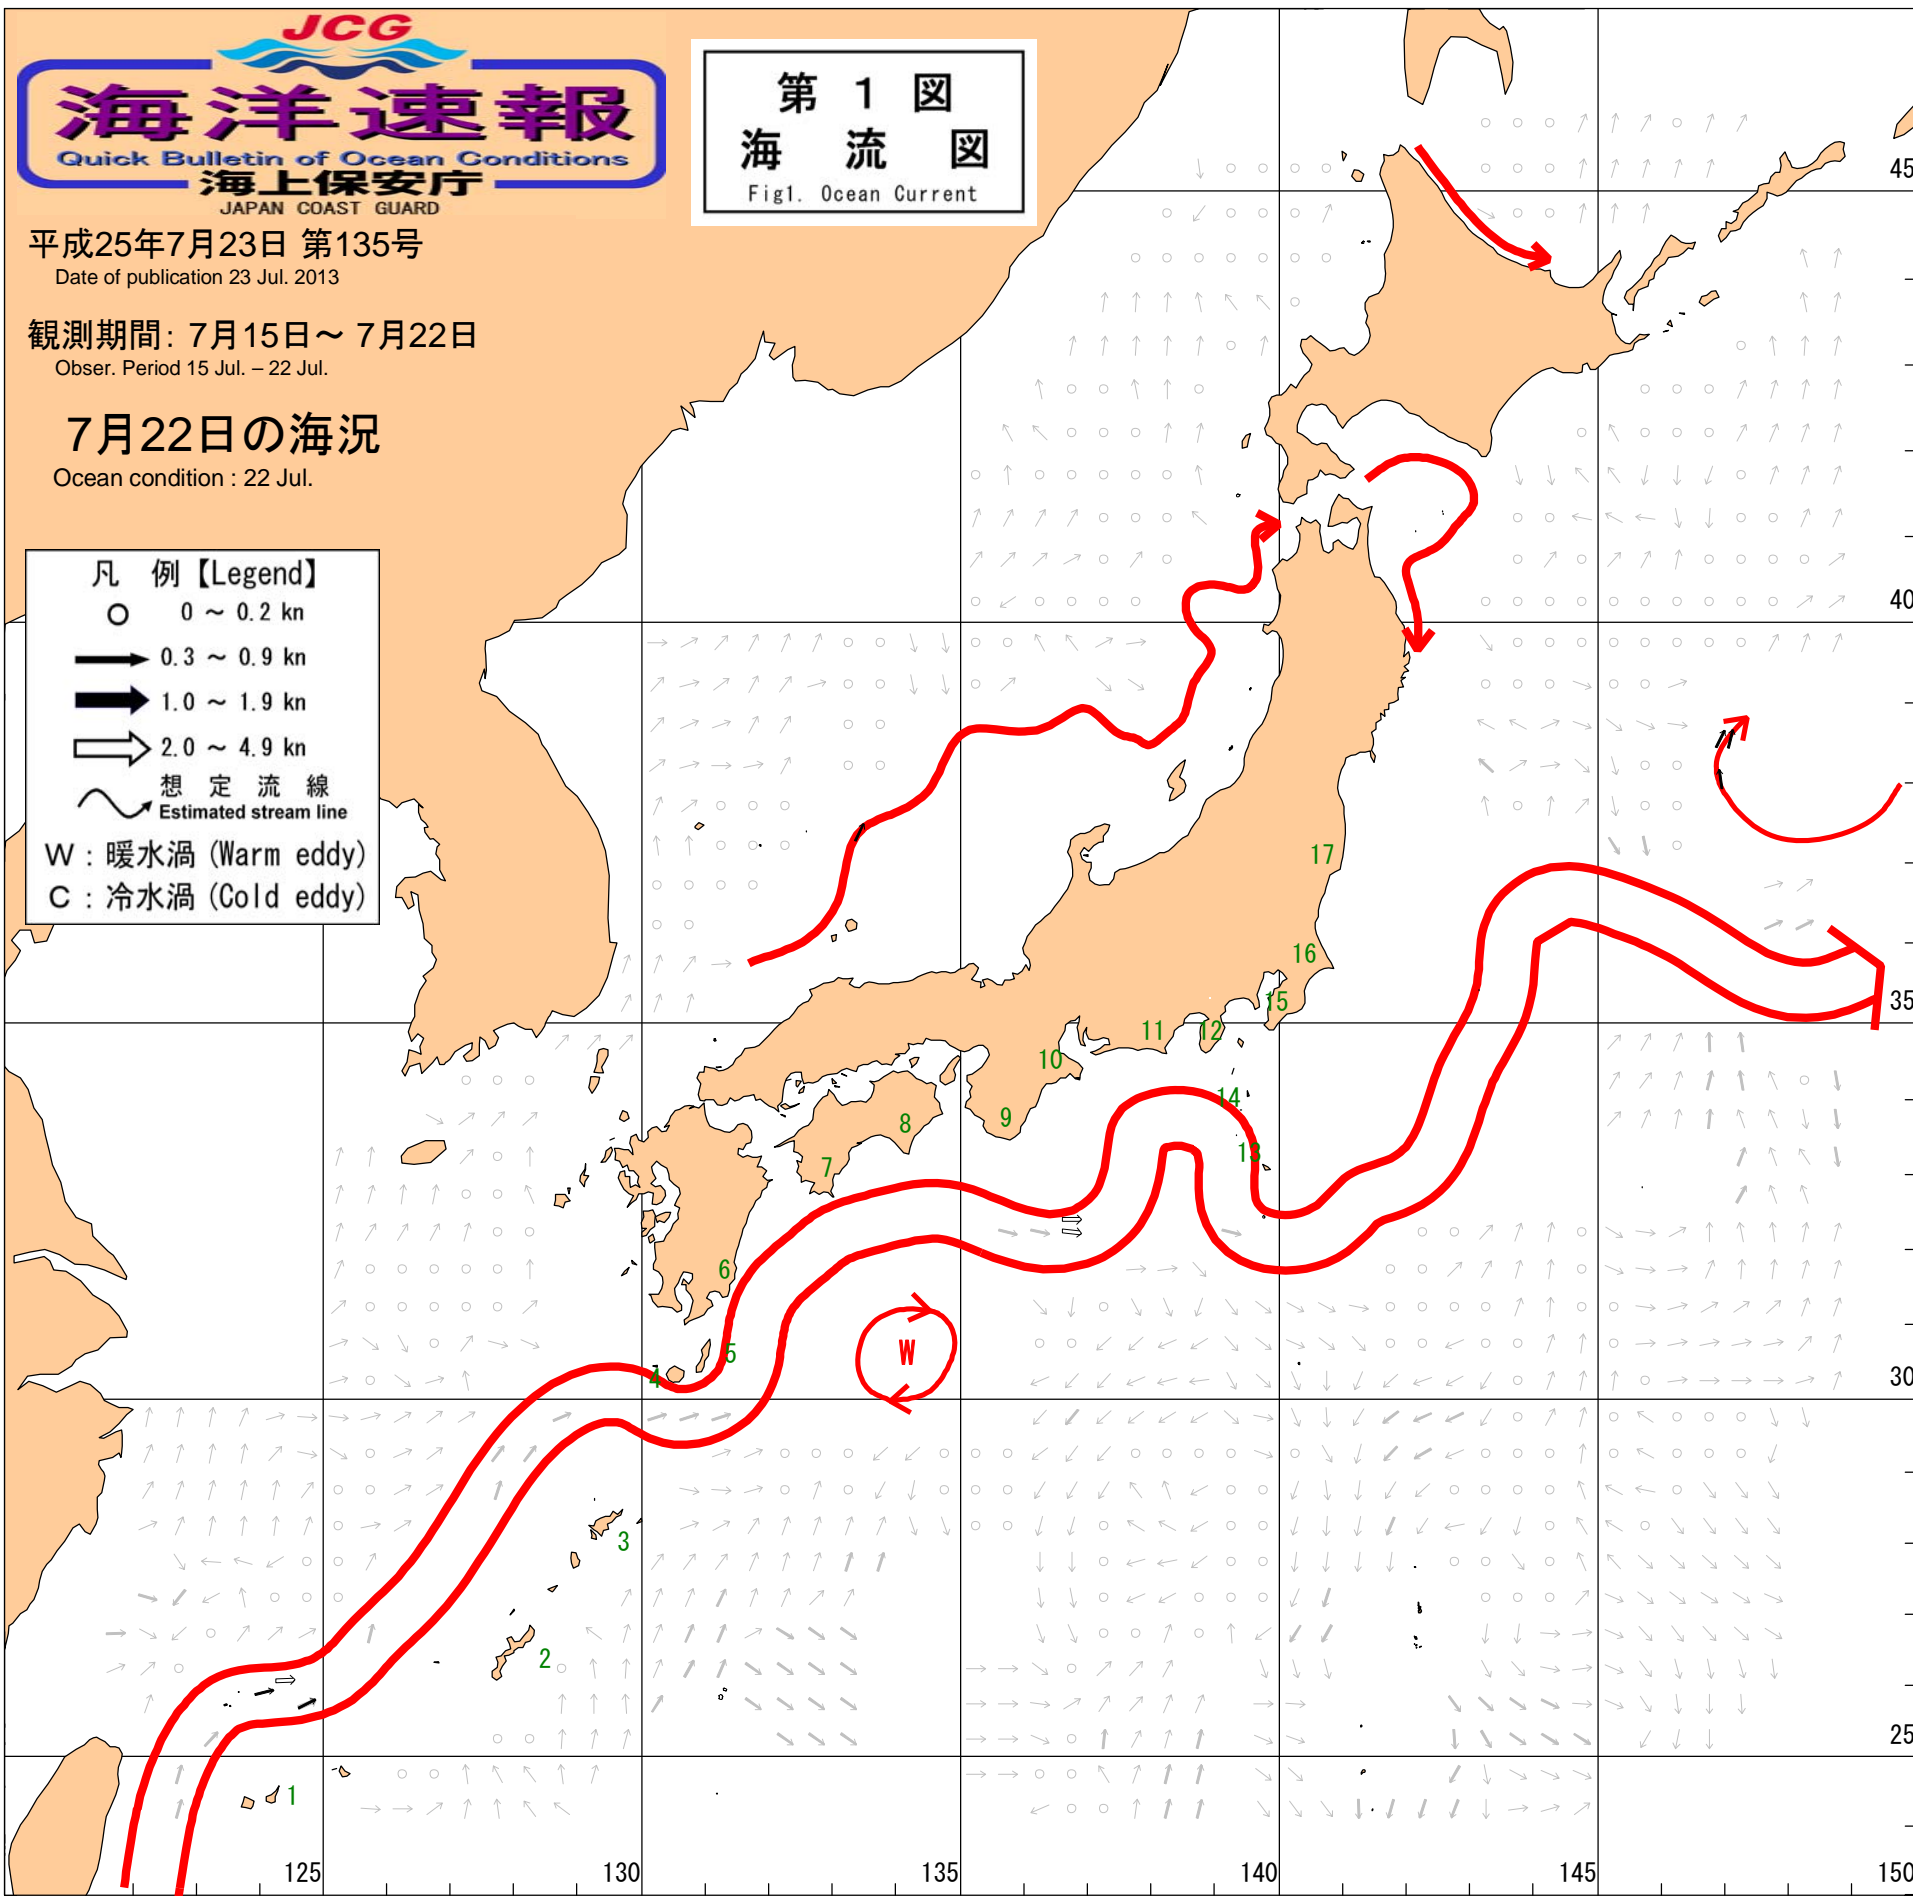 JCG
海洋速報
Quick Bulletin of Ocean Conditions
海上保安庁
JAPAN COAST GUARD
第 1 図
海 流 図
Fig1. Ocean Current
平成25年7月23日 第135号
Date of publication 23 Jul. 2013
観測期間: 7月15日～ 7月22日
Obser. Period 15 Jul. – 22 Jul.
7月22日の海況
Ocean condition : 22 Jul.
凡 例【Legend】
0 ～ 0.2 kn
0.3 ～ 0.9 kn
1.0 ～ 1.9 kn
2.0 ～ 4.9 kn
想 定 流 線
Estimated stream line
W : 暖水渦 (Warm eddy)
C : 冷水渦 (Cold eddy)
45
40
17
16
35
15
12
11
10
14
9
8
13
7
6
W
5
4
30
3
2
25
1
125
130
135
140
145
150